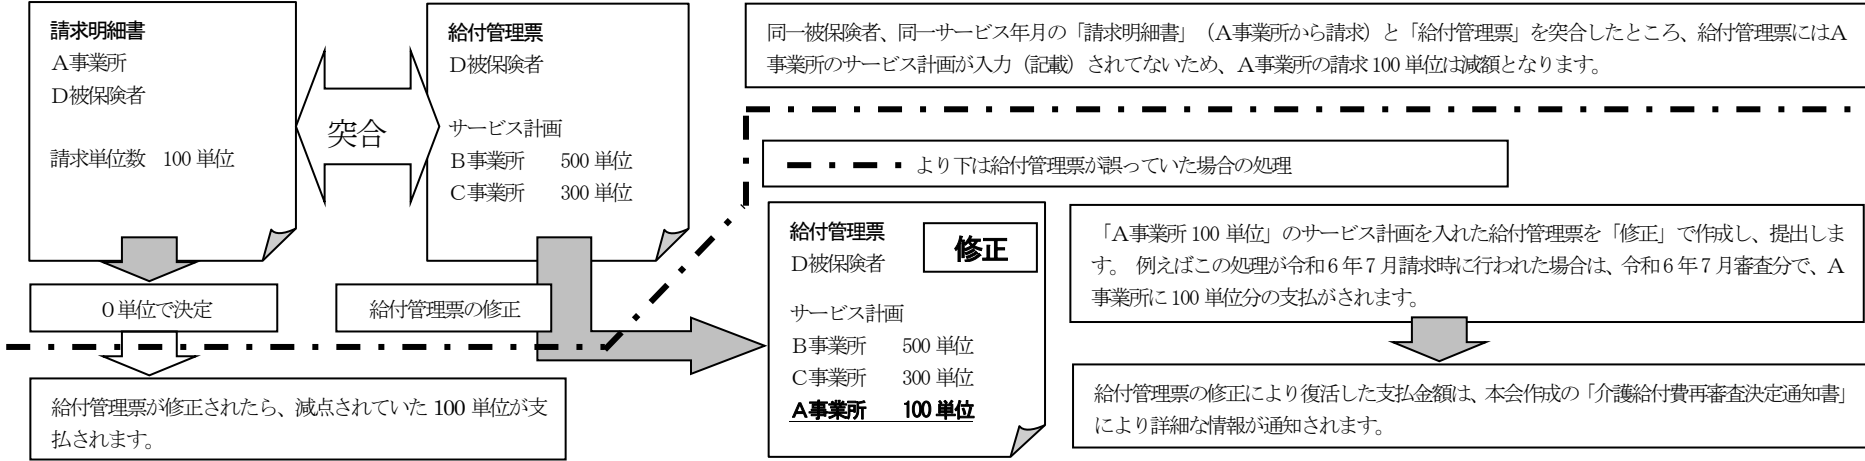 請求明細書
A事業所
D被保険者
請求単位数　100 単位
突合
給付管理票
D被保険者
サービス計画
B事業所　　500 単位
C事業所　　300 単位
同一被保険者、同一サービス年月の「請求明細書」（A事業所から請求）と「給付管理票」を突合したところ、給付管理票にはA
事業所のサービス計画が入力（記載）されてないため、A事業所の請求 100 単位は減額となります。
より下は給付管理票が誤っていた場合の処理
0単位で決定
給付管理票の修正
給付管理票が修正されたら、減点されていた 100 単位が支
払されます。
給付管理票
修正
D被保険者
サービス計画
B事業所　　500 単位
C事業所　　300 単位
A事業所　　100 単位
「A事業所 100 単位」のサービス計画を入れた給付管理票を「修正」で作成し、提出しま
す。 例えばこの処理が令和6年7月請求時に行われた場合は、令和6年7月審査分で、A
事業所に 100 単位分の支払がされます。
給付管理票の修正により復活した支払金額は、本会作成の「介護給付費再審査決定通知書」
により詳細な情報が通知されます。